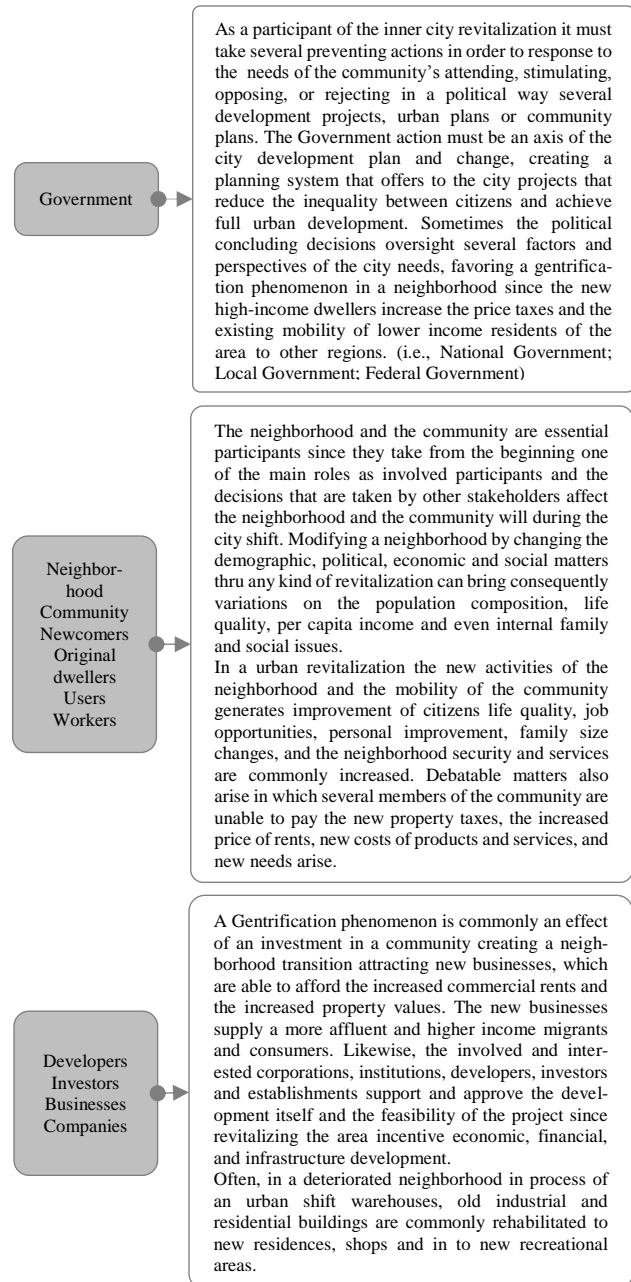 Government
As a participant of the inner city revitalization it must
take several preventing actions in order to response to
the needs of the community's attending, stimulating,
opposing, or rejecting in a political way several
development projects, urban plans or community
plans. The Government action must be an axis of the
city development plan and change, creating a
planning system that offers to the city projects that
reduce the inequality between citizens and achieve
full urban development. Sometimes the political
concluding decisions oversight several factors and
perspectives of the city needs, favoring a gentrifica-
tion phenomenon in a neighborhood since the new
high-income dwellers increase the price taxes and the
existing mobility of lower income residents of the
area to other regions. (i.e., National Government;
Local Government; Federal Government)
Neighbor-
hood
Community
Newcomers
Original
dwellers
Users
Workers
The neighborhood and the community are essential
participants since they take from the beginning one
of the main roles as involved participants and the
decisions that are taken by other stakeholders affect
the neighborhood and the community will during the
city shift. Modifying a neighborhood by changing the
demographic, political, economic and social matters
thru any kind of revitalization can bring consequently
variations on the population composition, life
quality, per capita income and even internal family
and social issues.
In a urban revitalization the new activities of the
neighborhood and the mobility of the community
generates improvement of citizens life quality, job
opportunities, personal improvement, family size
changes, and the neighborhood security and services
are commonly increased. Debatable matters also
arise in which several members of the community are
unable to pay the new property taxes, the increased
price of rents, new costs of products and services, and
new needs arise.
Developers
Investors
Businesses
Companies
A Gentrification phenomenon is commonly an effect
of an investment in a community creating a neigh-
borhood transition attracting new businesses, which
are able to afford the increased commercial rents and
the increased property values. The new businesses
supply a more affluent and higher income migrants
and consumers. Likewise, the involved and inter-
ested corporations, institutions, developers, investors
and establishments support and approve the devel-
opment itself and the feasibility of the project since
revitalizing the area incentive economic, financial,
and infrastructure development.
Often, in a deteriorated neighborhood in process of
an urban shift warehouses, old industrial and
residential buildings are commonly rehabilitated to
new residences, shops and in to new recreational
areas.